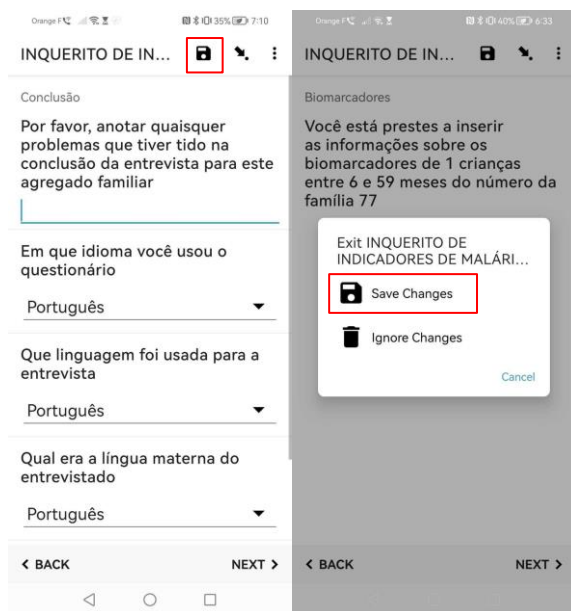 Orange F 35% 7:10
INQUERITO DE IN...
Conclusão
Por favor, anotar quaisquer
problemas que tiver tido na
conclusão da entrevista para este
agregado familiar
Em que idioma você usou o
questionário
Português
Que linguagem foi usada para a
entrevista
Português
Qual era a língua materna do
entrevistado
Português
< BACK
NEXT >
Orange F 40% 6:33
INQUERITO DE IN...
Biomarcadores
Você está prestes a inserir
as informações sobre os
biomarcadores de 1 crianças
entre 6 e 59 meses do número da
família 77
Exit INQUERITO DE
INDICADORES DE MALÁRI...
Save Changes
Ignore Changes
Cancel
< BACK
NEXT >